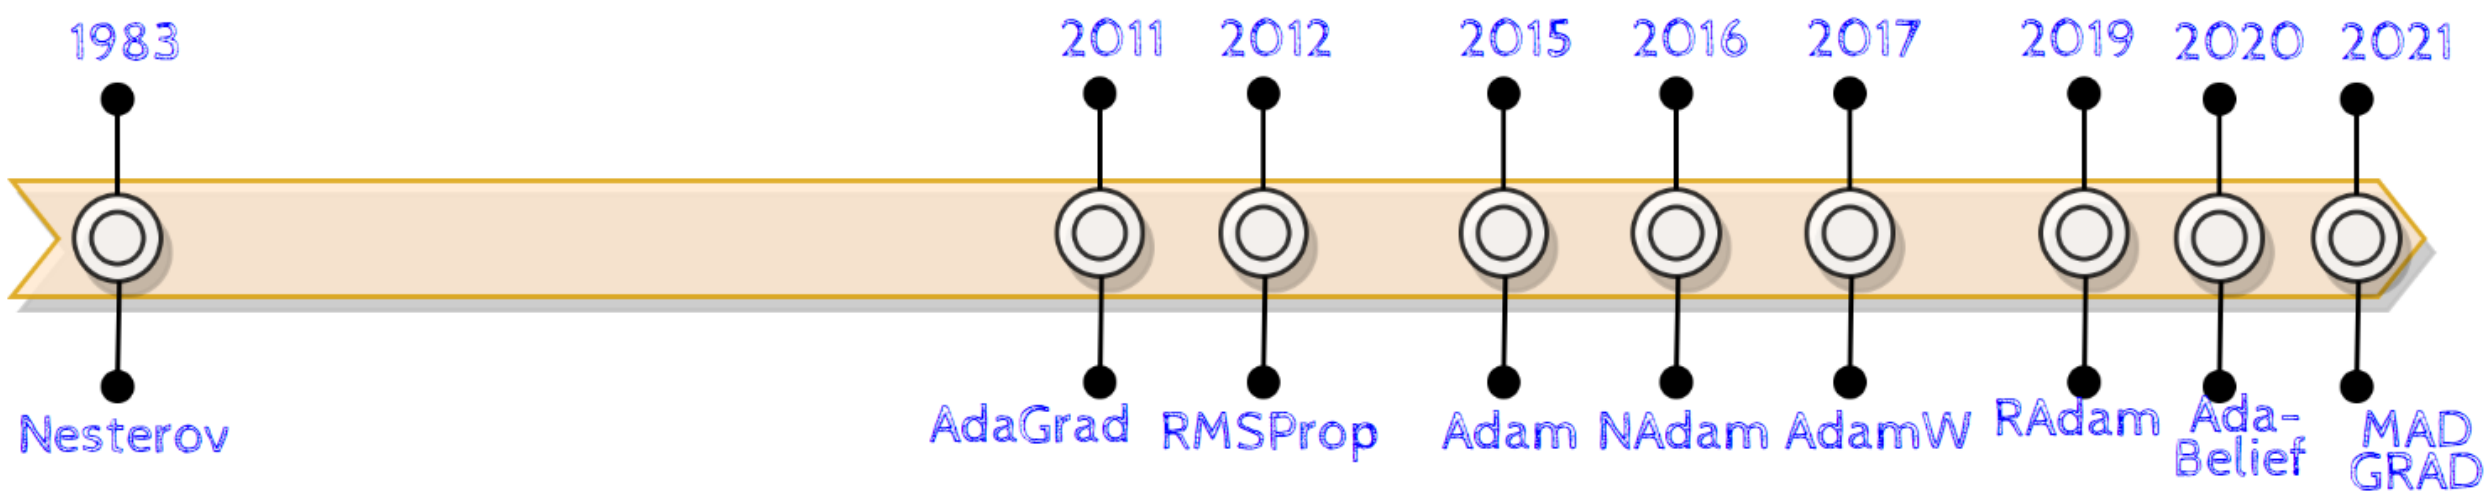 1983 2011 2012 2015 2016 2017 2019 2020 2021
Nesterov AdaGrad RMSProp Adam NAdam AdamW RAdam Ada-
Belief MAD
GRAD